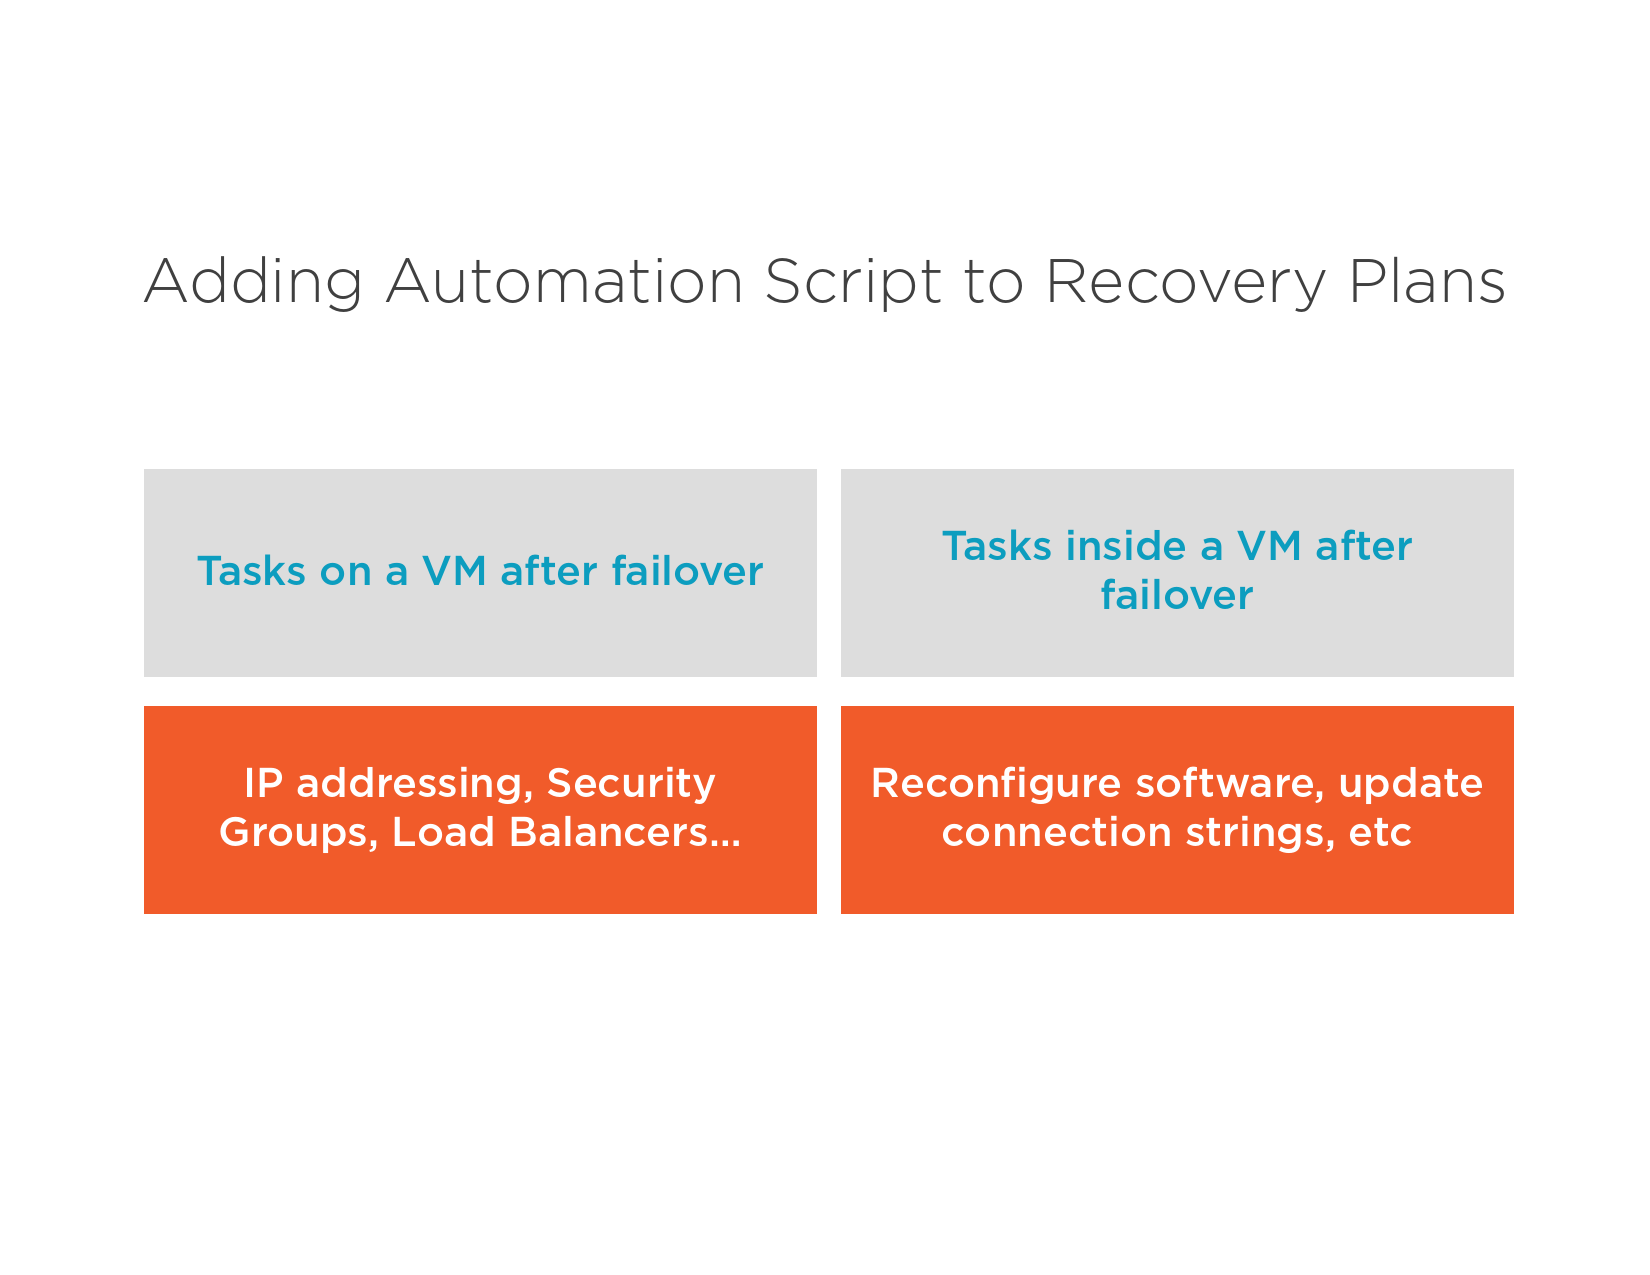 Adding Automation Script to Recovery Plans
Tasks on a VM after failover
Tasks inside a VM after
failover
IP addressing, Security
Groups, Load Balancers...
Reconfigure software, update
connection strings, etc